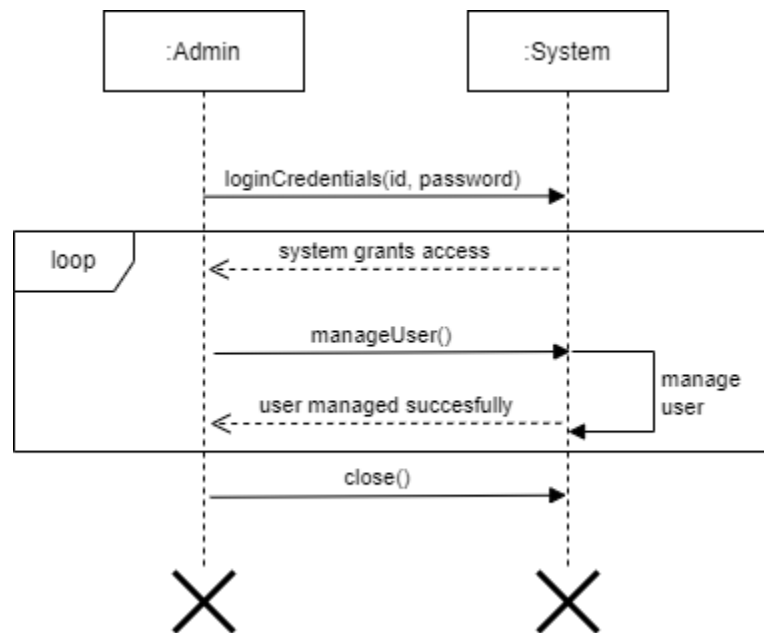 :Admin
:System
loginCredentials(id, password)
loop
system grants access
manageUser()
manage
user
user managed succesfully
close()